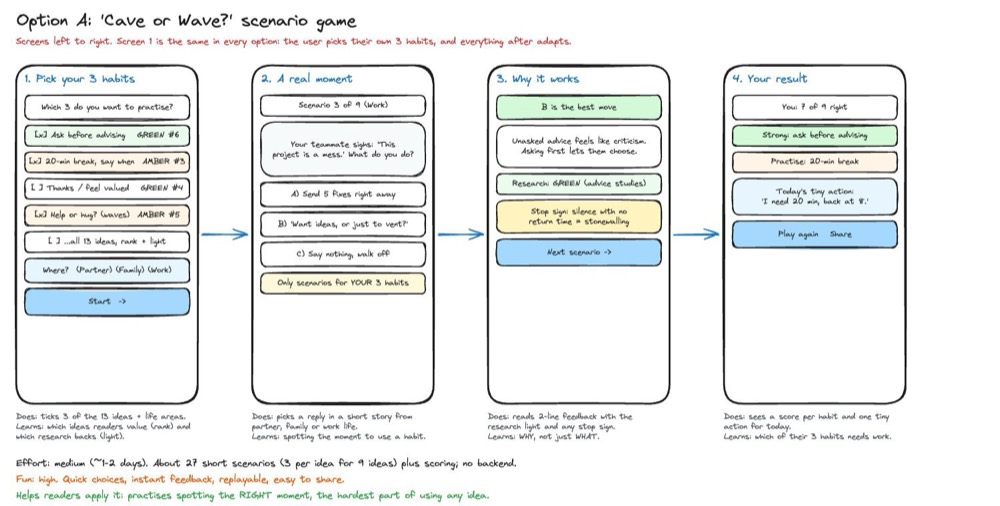 Option A: 'Cave or Wave?' scenario game
Screens left to right. Screen 1 is the same in every option: the user picks their own 3 habits, and everything after adapts.
1. Pick your 3 habits
Which 3 do you want to practise?
[x] Ask before advising GREEN #6
[x] 20-min break, say when AMBER #3
[ ] Thanks / feel valued GREEN #4
[x] Help or hug? (waves) AMBER #5
[ ] ...all 13 ideas, rank + light
Where? (Partner) (Family) (Work)
Start ->
Does: ticks 3 of the 13 ideas + life areas.
Learns: which ideas readers value (rank) and
which research backs (light).
2. A real moment
Scenario 3 of 9 (Work)
Your teammate sighs: 'This
project is a mess.' What do you do?
A) Send 5 fixes right away
B) 'Want ideas, or just to vent?'
C) Say nothing, walk off
Only scenarios for YOUR 3 habits
Does: picks a reply in a short story from
partner, family or work life.
Learns: spotting the moment to use a habit.
3. Why it works
B is the best move
Unasked advice feels like criticism.
Asking first lets them choose.
Research: GREEN (advice studies)
Stop sign: silence with no
return time = stonewalling
Next scenario ->
Does: reads 2-line feedback with the
research light and any stop sign.
Learns: WHY, not just WHAT.
4. Your result
You: 7 of 9 right
Strong: ask before advising
Practise: 20-min break
Today's tiny action:
'I need 20 min, back at 8.'
Play again Share
Does: sees a score per habit and one tiny
action for today.
Learns: which of their 3 habits needs work.
Effort: medium (~1-2 days). About 27 short scenarios (3 per idea for 9 ideas) plus scoring; no backend.
Fun: high. Quick choices, instant feedback, replayable, easy to share.
Helps readers apply it: practises spotting the RIGHT moment, the hardest part of using any idea.